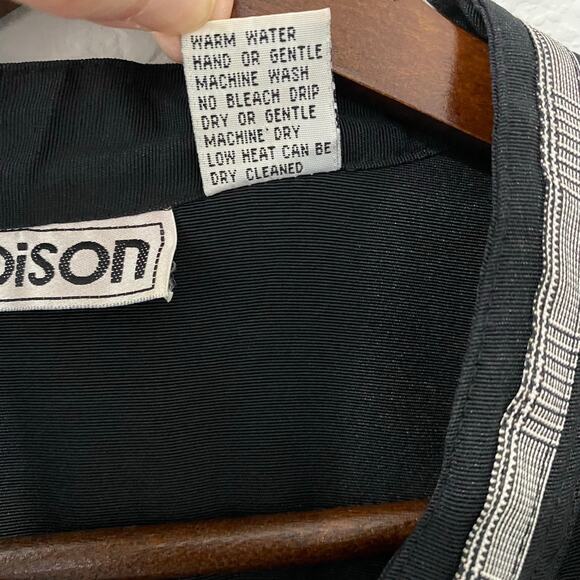 WARM WATER
HAND OR GENTLE
MACHINE WASH
NO BLEACH DRIP
DRY OR GENTLE
MACHINE DRY
LOW HEAT CAN BE
DRY CLEANED
oison